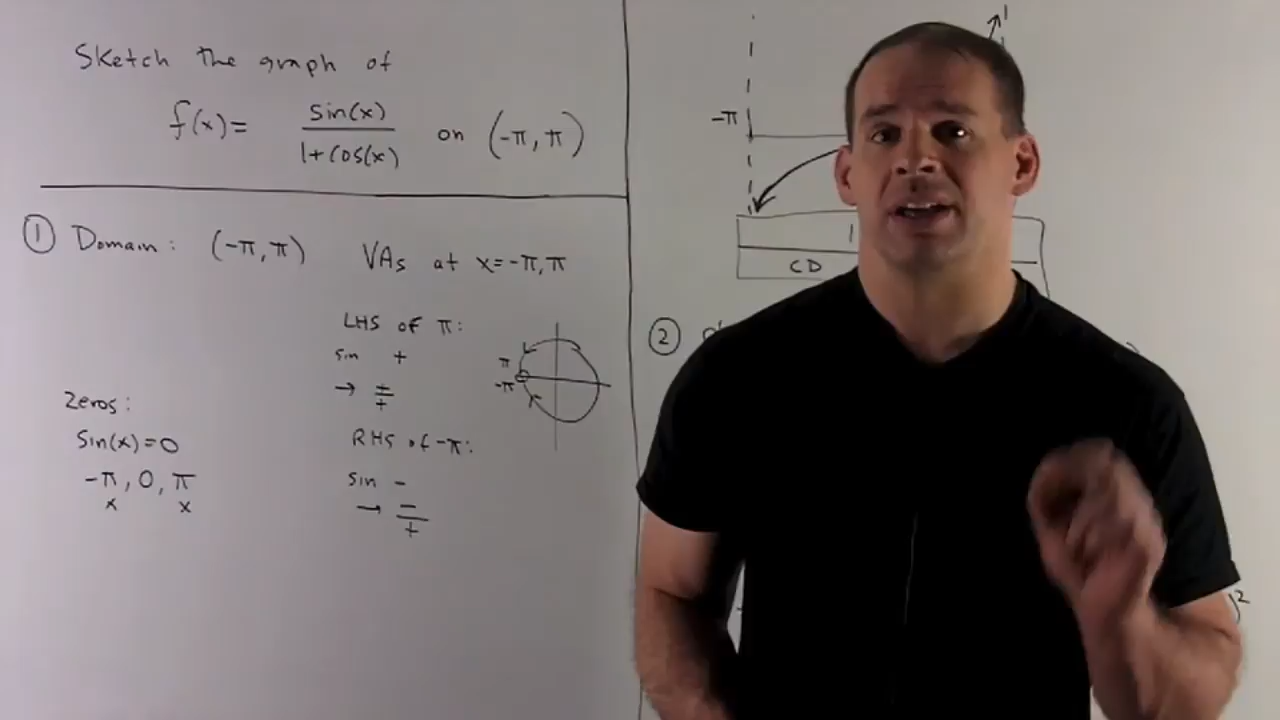 Sketch the graph of
f(x)= sin(x) / 1+cos(x) on (-π, π)
① Domain: (-π, π) VAs at x=-π, π
LHS of π:
sin +
→ + / +
π
-π
Zeros:
sin(x)=0
-π, 0, π
x x
RHS of -π:
sin -
→ - / +
-π
CD
②
)²